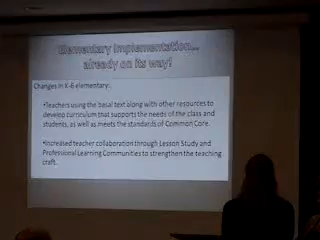 Elementary Implementation...
already on its way!
Changes in K-6 elementary:
•Teachers using the basal text along with other resources to
develop curriculum that supports the needs of the class and
students, as well as meets the standards of Common Core.
•Increased teacher collaboration through Lesson Study and
Professional Learning Communities to strengthen the teaching
craft.